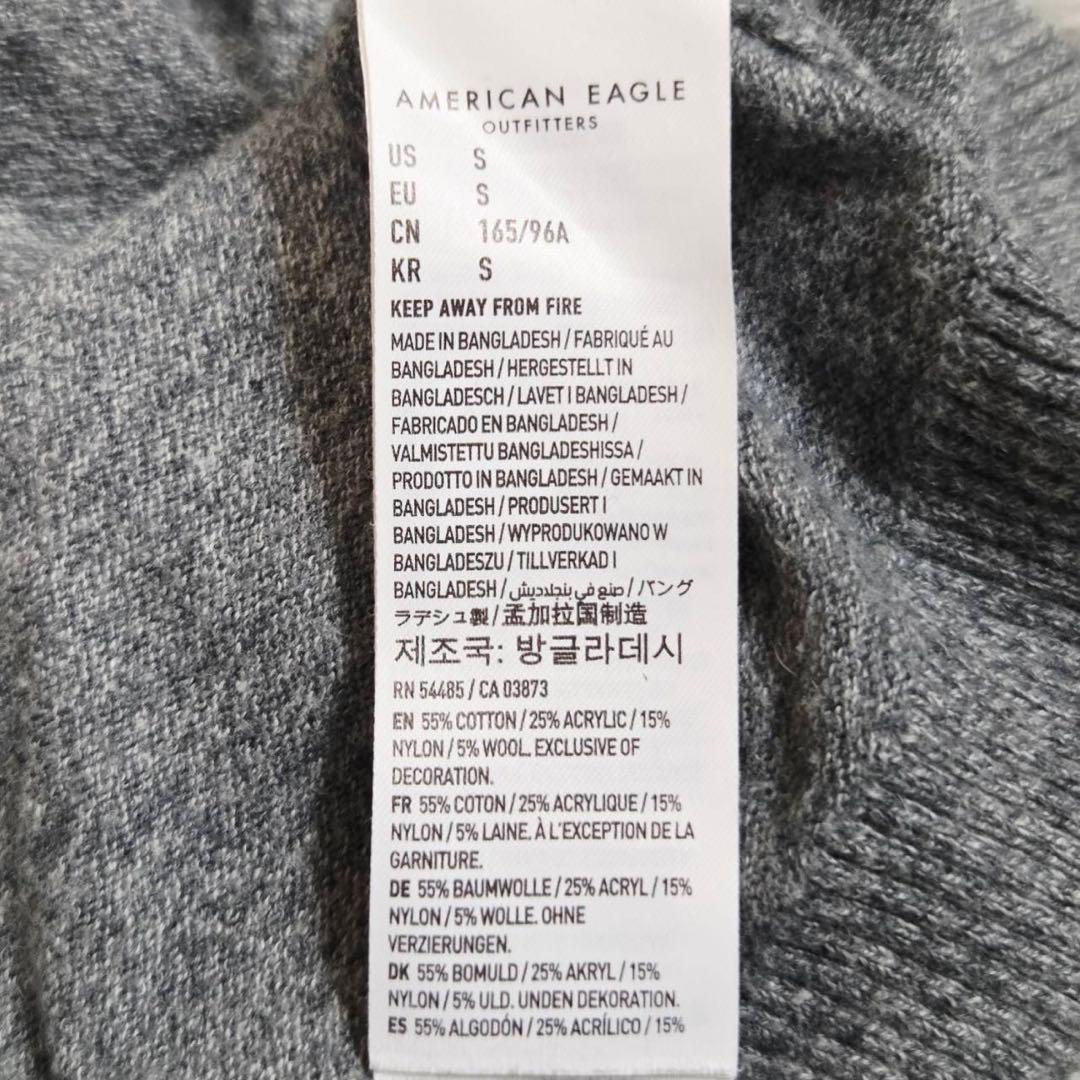 AMERICAN EAGLE
OUTFITTERS
US S
EU S
CN 165/96A
KR S
KEEP AWAY FROM FIRE
MADE IN BANGLADESH / FABRIQUÉ AU
BANGLADESH / HERGESTELLT IN
BANGLADESCH / LAVET I BANGLADESH /
FABRICADO EN BANGLADESH /
VALMISTETTU BANGLADESHISSA /
PRODOTTO IN BANGLADESH / GEMAAKT IN
BANGLADESH / PRODUSERT I
BANGLADESH / WYPRODUKOWANO W
BANGLADESZU / TILLVERKAD I
BANGLADESH / صنع في بنجلاديش / バング
ラデシュ製 / 孟加拉国制造
제조국: 방글라데시
RN 54485 / CA 03873
EN 55% COTTON / 25% ACRYLIC / 15%
NYLON / 5% WOOL. EXCLUSIVE OF
DECORATION.
FR 55% COTON / 25% ACRYLIQUE / 15%
NYLON / 5% LAINE. À L'EXCEPTION DE LA
GARNITURE.
DE 55% BAUMWOLLE / 25% ACRYL / 15%
NYLON / 5% WOLLE. OHNE
VERZIERUNGEN.
DK 55% BOMULD / 25% AKRYL / 15%
NYLON / 5% ULD. UNDEN DEKORATION.
ES 55% ALGODÓN / 25% ACRÍLICO / 15%